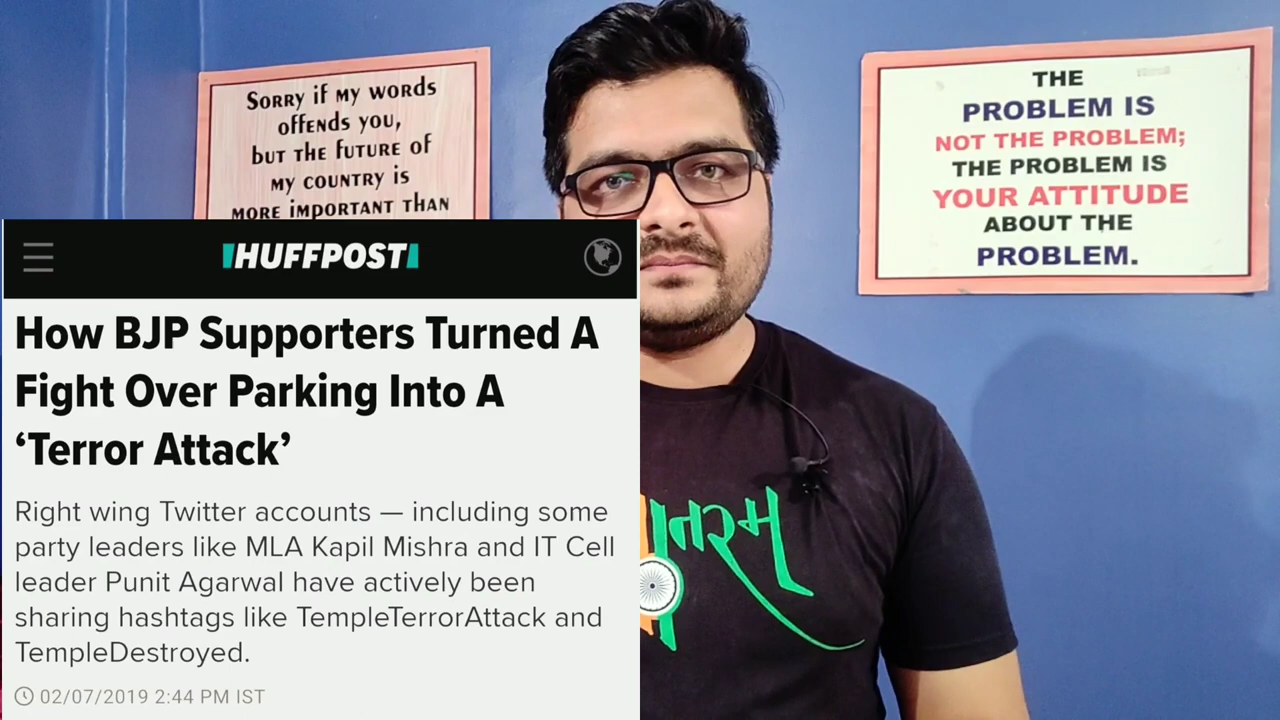 SORRY if MY WORDS
OFFENDS YOU,
BUT THE FUTURE OF
MY COUNTRY IS
MORE IMPORTANT THAN
THE
PROBLEM IS
NOT THE PROBLEM;
THE PROBLEM IS
YOUR ATTITUDE
ABOUT THE
PROBLEM.
HUFFPOST
How BJP Supporters Turned A
Fight Over Parking Into A
‘Terror Attack’
Right wing Twitter accounts — including some
party leaders like MLA Kapil Mishra and IT Cell
leader Punit Agarwal have actively been
sharing hashtags like TempleTerrorAttack and
TempleDestroyed.
02/07/2019 2:44 PM IST